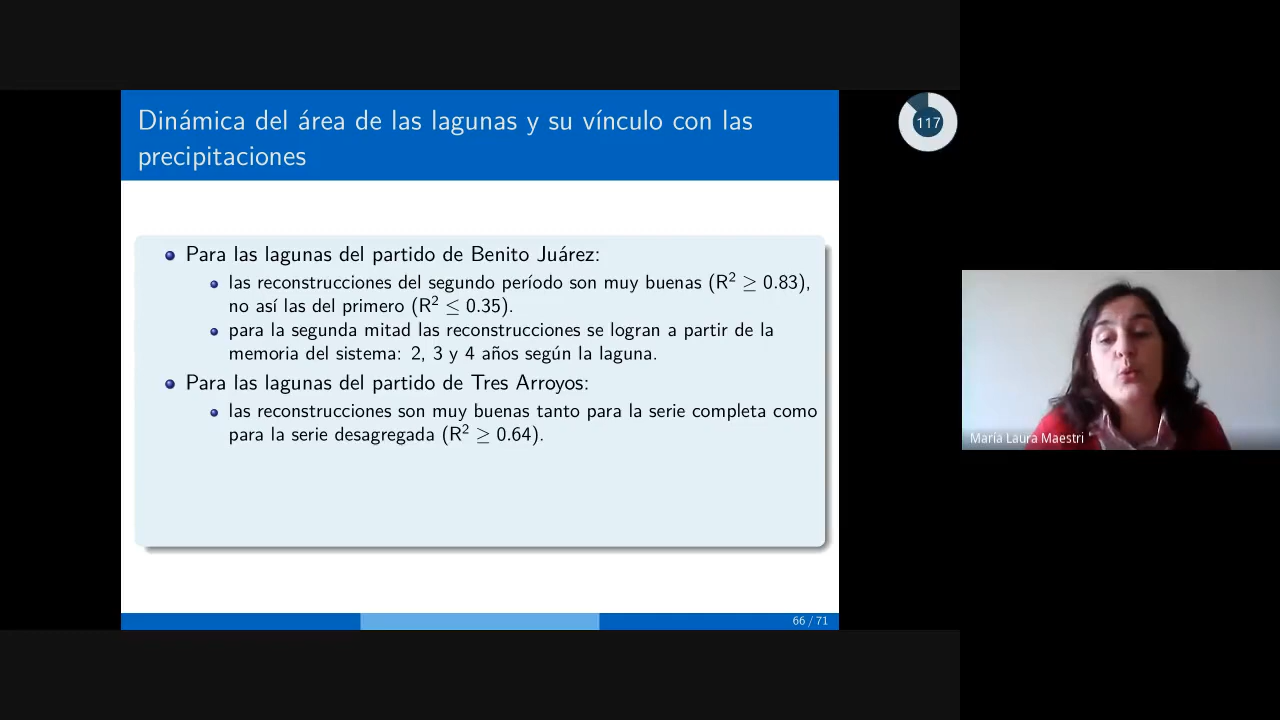 Dinámica del área de las lagunas y su vínculo con las
precipitaciones
117
Para las lagunas del partido de Benito Juárez:
las reconstrucciones del segundo período son muy buenas (R² ≥ 0.83),
no así las del primero (R² ≤ 0.35).
para la segunda mitad las reconstrucciones se logran a partir de la
memoria del sistema: 2, 3 y 4 años según la laguna.
Para las lagunas del partido de Tres Arroyos:
las reconstrucciones son muy buenas tanto para la serie completa como
para la serie desagregada (R² ≥ 0.64).
María Laura Maestri
66 / 71